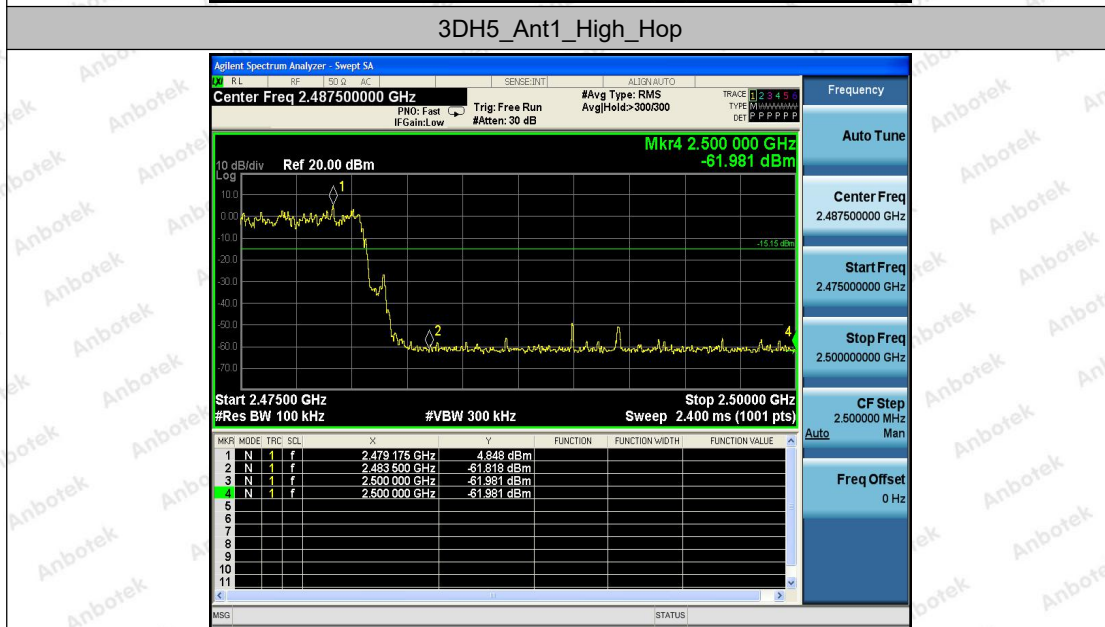 3DH5_Ant1_High_Hop
Agilent Spectrum Analyzer - Swept SA
RL RF 50 Ω AC SENSE:INT ALIGN AUTO
Center Freq 2.487500000 GHz
PNO: Fast
IFGain:Low
Trig: Free Run
#Atten: 30 dB
#Avg Type: RMS
Avg|Hold:>300/300
TRACE 1 2 3 4 5 6
TYPE M
DET P P P P P P
Mkr4 2.500 000 GHz
-61.981 dBm
10 dB/div Ref 20.00 dBm
Log
10.0
0.00
-10.0
-20.0
-30.0
-40.0
-50.0
-60.0
-70.0
1
-15.15 dBm
2
4
Start 2.47500 GHz Stop 2.50000 GHz
#Res BW 100 kHz #VBW 300 kHz Sweep 2.400 ms (1001 pts)
MKR MODE TRC SCL X Y FUNCTION FUNCTION WIDTH FUNCTION VALUE
1 N 1 f 2.479 175 GHz 4.848 dBm
2 N 1 f 2.483 500 GHz -61.818 dBm
3 N 1 f 2.500 000 GHz -61.981 dBm
4 N 1 f 2.500 000 GHz -61.981 dBm
5
6
7
8
9
10
11
MSG STATUS
Frequency
Auto Tune
Center Freq
2.487500000 GHz
Start Freq
2.475000000 GHz
Stop Freq
2.500000000 GHz
CF Step
2.500000 MHz
Auto Man
Freq Offset
0 Hz
Anbotek